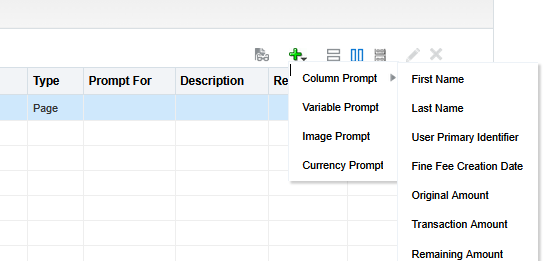 Type Prompt For Description Re
Page
Column Prompt
Variable Prompt
Image Prompt
Currency Prompt
First Name
Last Name
User Primary Identifier
Fine Fee Creation Date
Original Amount
Transaction Amount
Remaining Amount